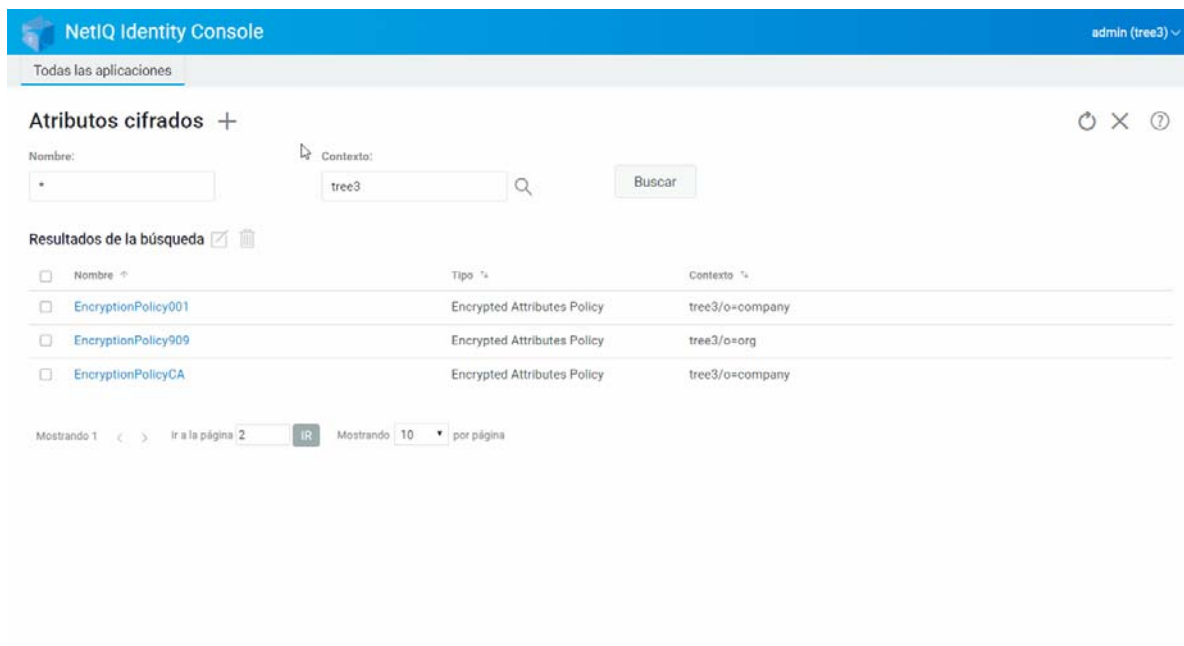 NetIQ Identity Console
admin (tree3)
Todas las aplicaciones
Atributos cifrados
Nombre:
Contexto:
*
tree3
Buscar
Resultados de la búsqueda
Nombre Tipo Contexto
EncryptionPolicy001 Encrypted Attributes Policy tree3/o=company
EncryptionPolicy909 Encrypted Attributes Policy tree3/o=org
EncryptionPolicyCA Encrypted Attributes Policy tree3/o=company
Mostrando 1 Ir a la página 2 IR Mostrando 10 por página